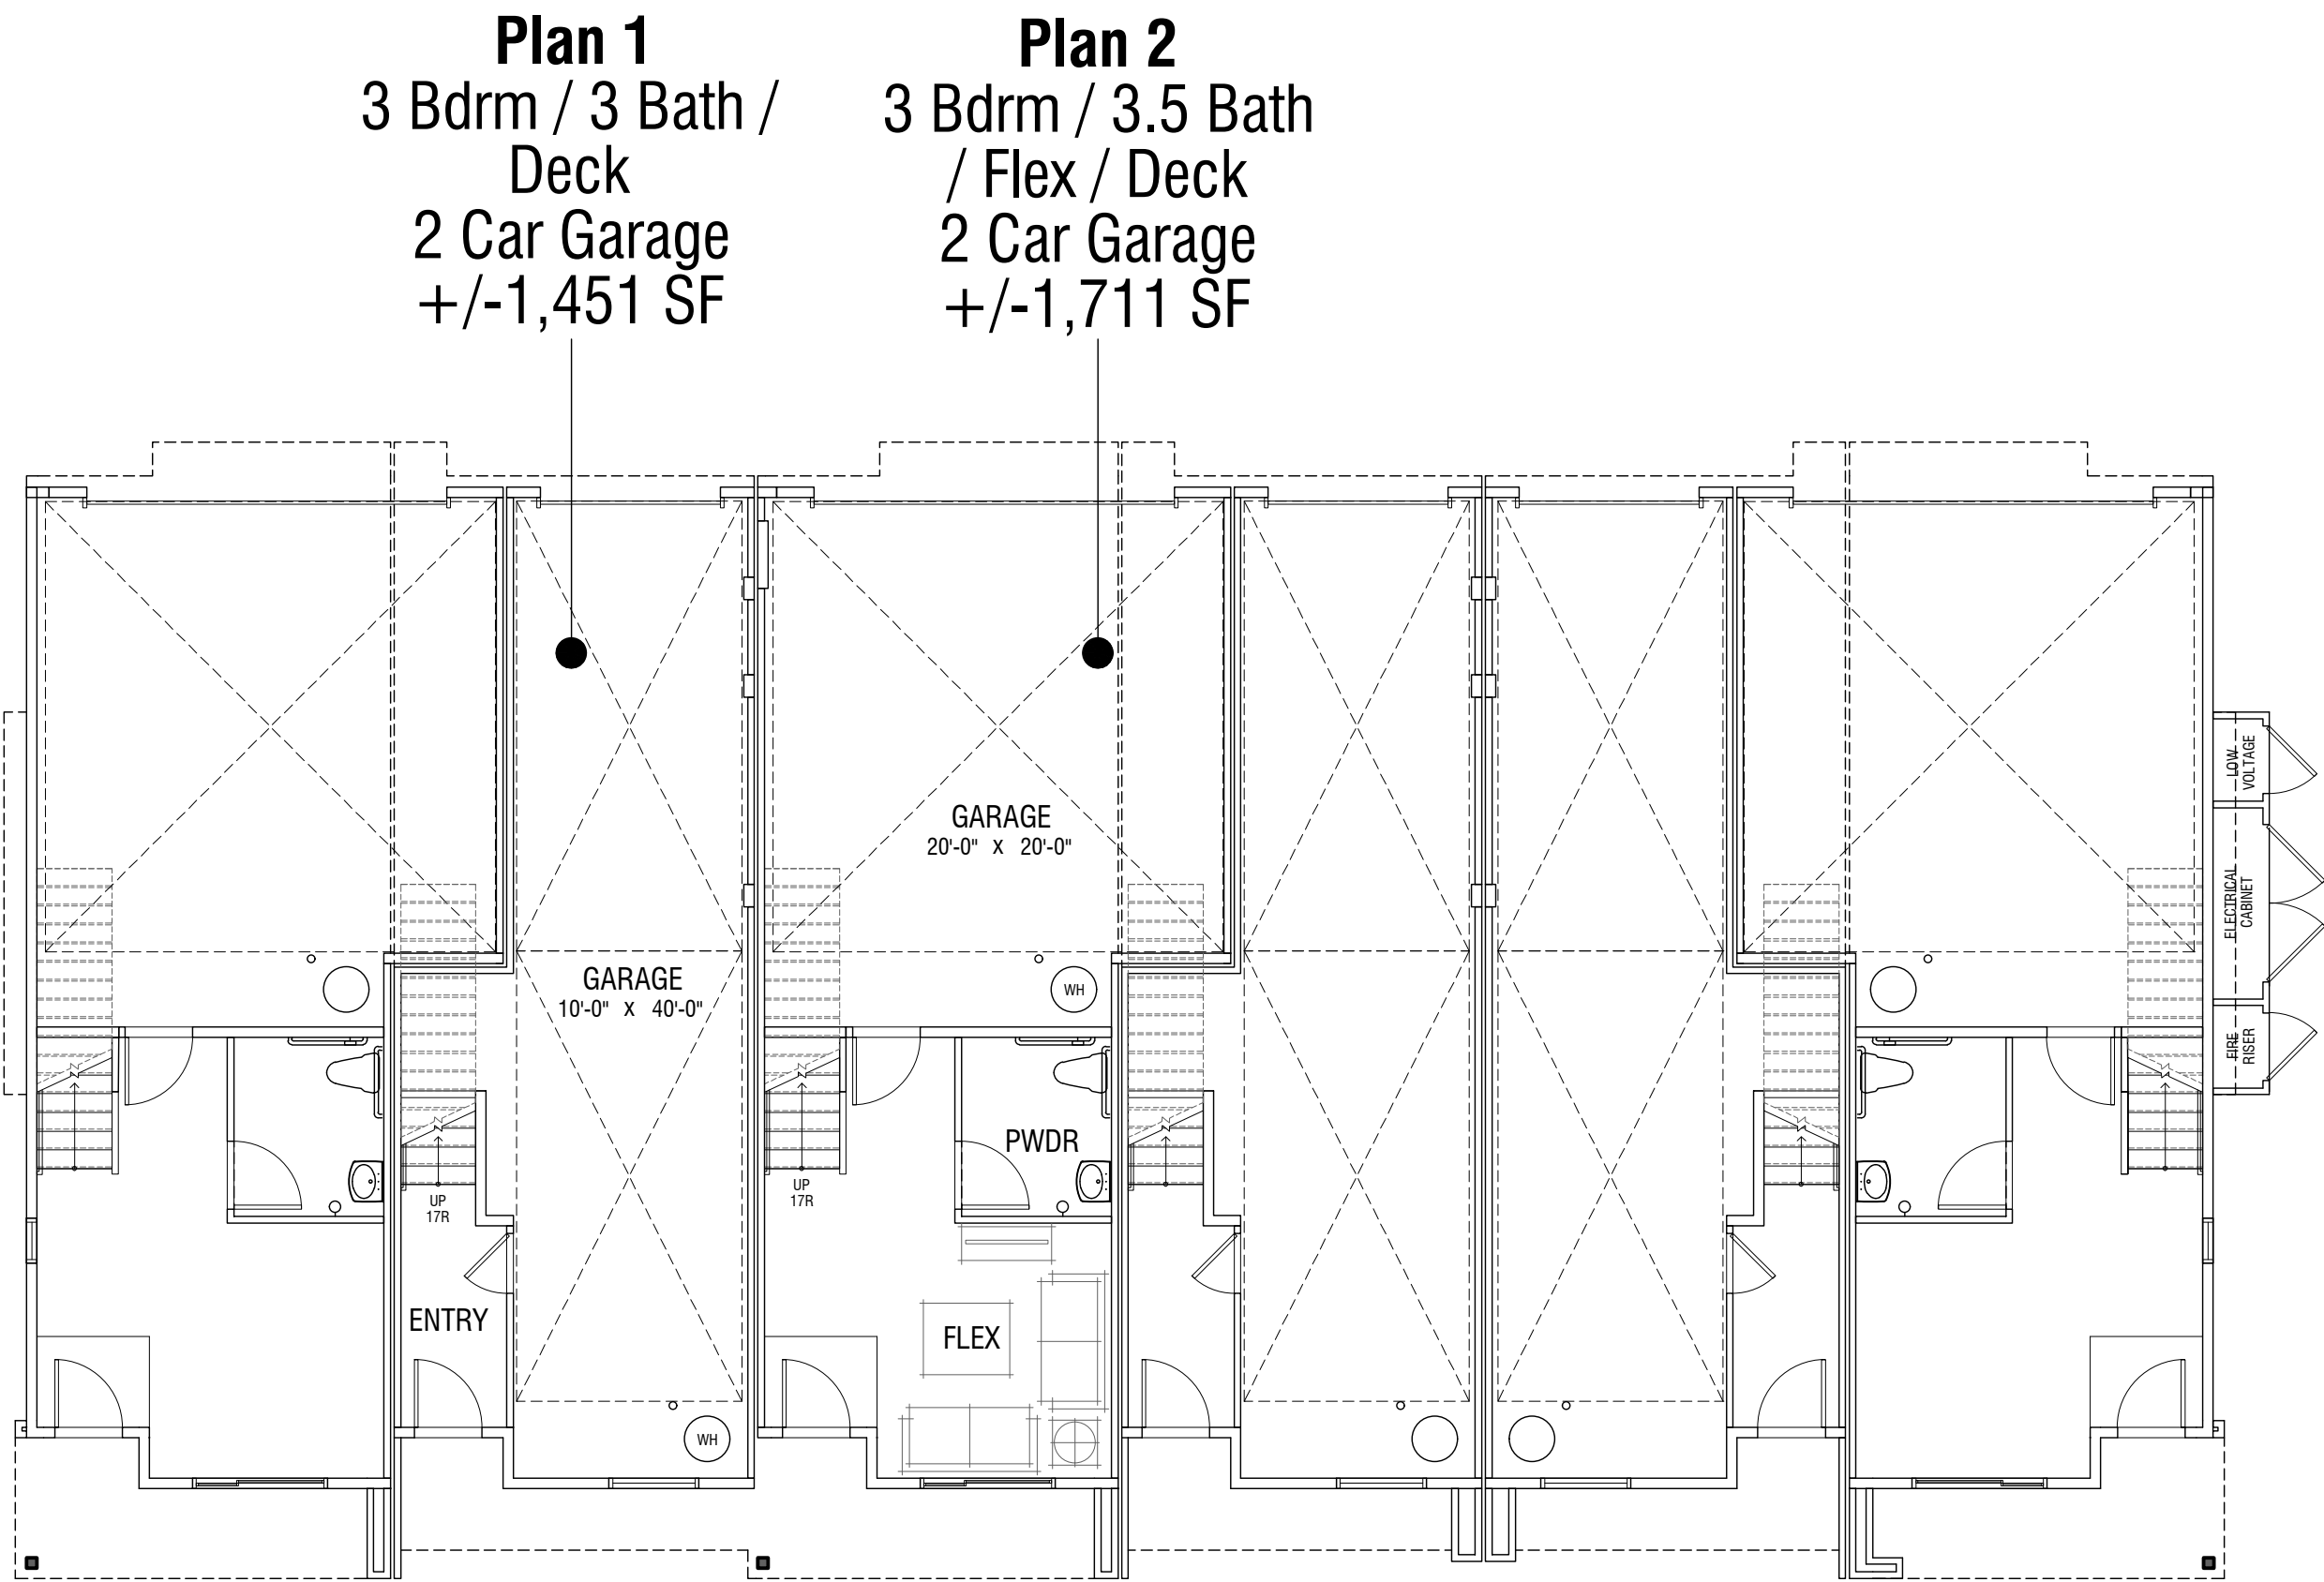 Plan 1
3 Bdrm / 3 Bath /
Deck
2 Car Garage
+/-1,451 SF
Plan 2
3 Bdrm / 3.5 Bath
/ Flex / Deck
2 Car Garage
+/-1,711 SF
LOW
VOLTAGE
GARAGE
20'-0" x 20'-0"
ELECTRICAL
CABINET
GARAGE
10'-0" x 40'-0"
WH
FIRE
RISER
PWDR
UP
17R
UP
17R
ENTRY
FLEX
WH